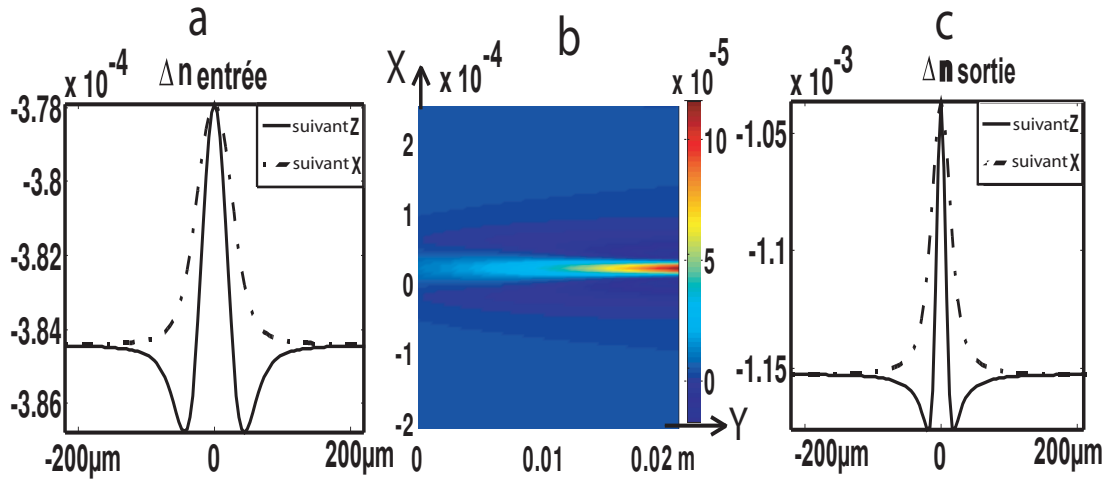 a
x 10^-4
Δn entrée
-3.78
-3.8
-3.82
-3.84
-3.86
suivant Z
suivant X
-200µm
0
200µm
b
X
x 10^-4
x 10^-5
2
1
0
-1
-2
0
0.01
0.02 m
Y
10
5
0
c
x 10^-3
Δn sortie
-1.05
-1.1
-1.15
suivant Z
suivant X
-200µm
0
200µm